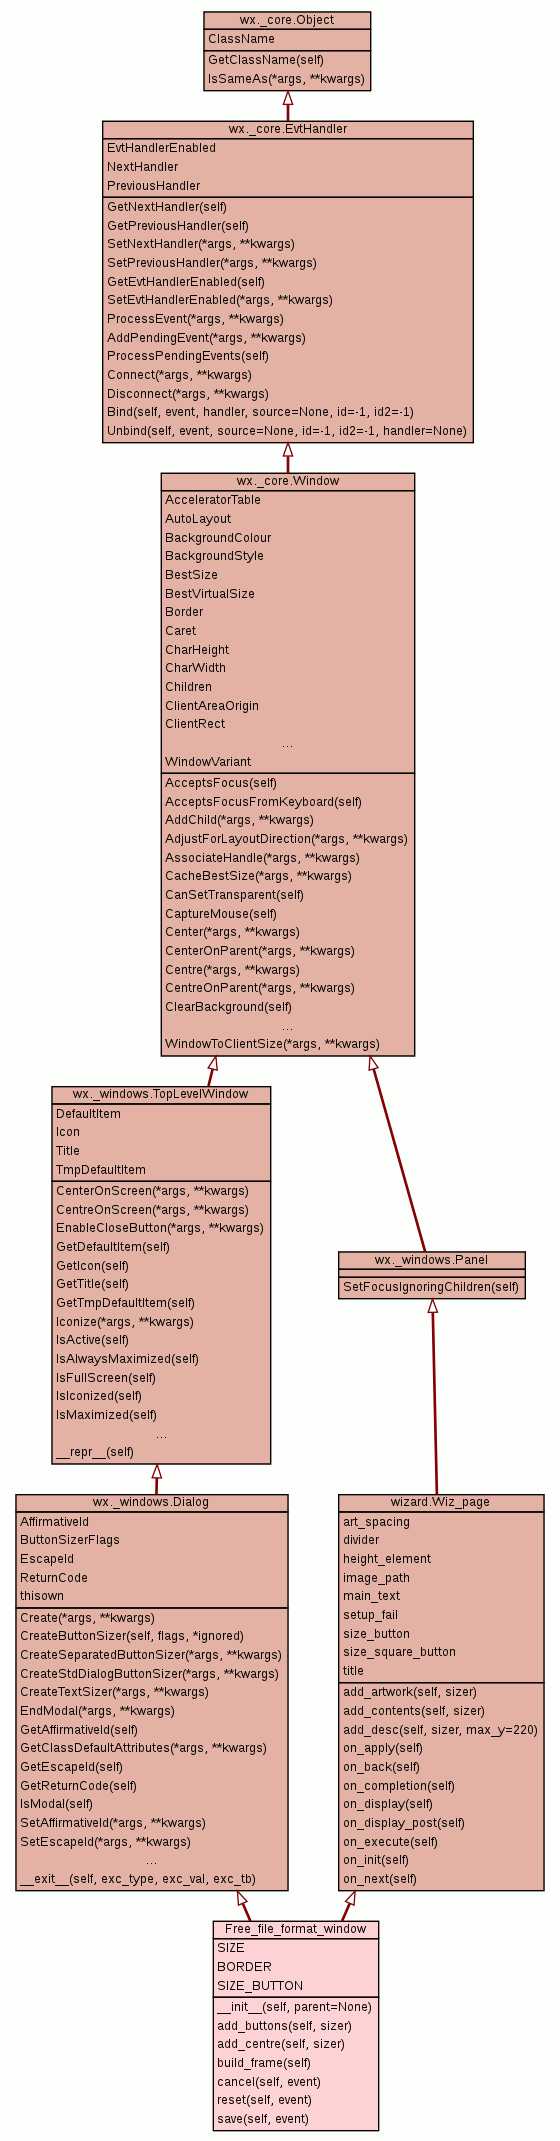 wx._core.Object
ClassName
GetClassName(self)
IsSameAs(*args, **kwargs)
wx._core.EvtHandler
EvtHandlerEnabled
NextHandler
PreviousHandler
GetNextHandler(self)
GetPreviousHandler(self)
SetNextHandler(*args, **kwargs)
SetPreviousHandler(*args, **kwargs)
GetEvtHandlerEnabled(self)
SetEvtHandlerEnabled(*args, **kwargs)
ProcessEvent(*args, **kwargs)
AddPendingEvent(*args, **kwargs)
ProcessPendingEvents(self)
Connect(*args, **kwargs)
Disconnect(*args, **kwargs)
Bind(self, event, handler, source=None, id=-1, id2=-1)
Unbind(self, event, source=None, id=-1, id2=-1, handler=None)
wx._core.Window
AcceleratorTable
AutoLayout
BackgroundColour
BackgroundStyle
BestSize
BestVirtualSize
Border
Caret
CharHeight
CharWidth
Children
ClientAreaOrigin
ClientRect
...
WindowVariant
AcceptsFocus(self)
AcceptsFocusFromKeyboard(self)
AddChild(*args, **kwargs)
AdjustForLayoutDirection(*args, **kwargs)
AssociateHandle(*args, **kwargs)
CacheBestSize(*args, **kwargs)
CanSetTransparent(self)
CaptureMouse(self)
Center(*args, **kwargs)
CenterOnParent(*args, **kwargs)
Centre(*args, **kwargs)
CentreOnParent(*args, **kwargs)
ClearBackground(self)
...
WindowToClientSize(*args, **kwargs)
wx._windows.TopLevelWindow
DefaultItem
Icon
Title
TmpDefaultItem
CenterOnScreen(*args, **kwargs)
CentreOnScreen(*args, **kwargs)
EnableCloseButton(*args, **kwargs)
GetDefaultItem(self)
GetIcon(self)
GetTitle(self)
GetTmpDefaultItem(self)
Iconize(*args, **kwargs)
IsActive(self)
IsAlwaysMaximized(self)
IsFullScreen(self)
IsIconized(self)
IsMaximized(self)
...
__repr__(self)
wx._windows.Panel
SetFocusIgnoringChildren(self)
wx._windows.Dialog
AffirmativeId
ButtonSizerFlags
EscapeId
ReturnCode
thisown
Create(*args, **kwargs)
CreateButtonSizer(self, flags, *ignored)
CreateSeparatedButtonSizer(*args, **kwargs)
CreateStdDialogButtonSizer(*args, **kwargs)
CreateTextSizer(*args, **kwargs)
EndModal(*args, **kwargs)
GetAffirmativeId(self)
GetClassDefaultAttributes(*args, **kwargs)
GetEscapeId(self)
GetReturnCode(self)
IsModal(self)
SetAffirmativeId(*args, **kwargs)
SetEscapeId(*args, **kwargs)
...
__exit__(self, exc_type, exc_val, exc_tb)
wizard.Wiz_page
art_spacing
divider
height_element
image_path
main_text
setup_fail
size_button
size_square_button
title
add_artwork(self, sizer)
add_contents(self, sizer)
add_desc(self, sizer, max_y=220)
on_apply(self)
on_back(self)
on_completion(self)
on_display(self)
on_display_post(self)
on_execute(self)
on_init(self)
on_next(self)
Free_file_format_window
SIZE
BORDER
SIZE_BUTTON
__init__(self, parent=None)
add_buttons(self, sizer)
add_centre(self, sizer)
build_frame(self)
cancel(self, event)
reset(self, event)
save(self, event)